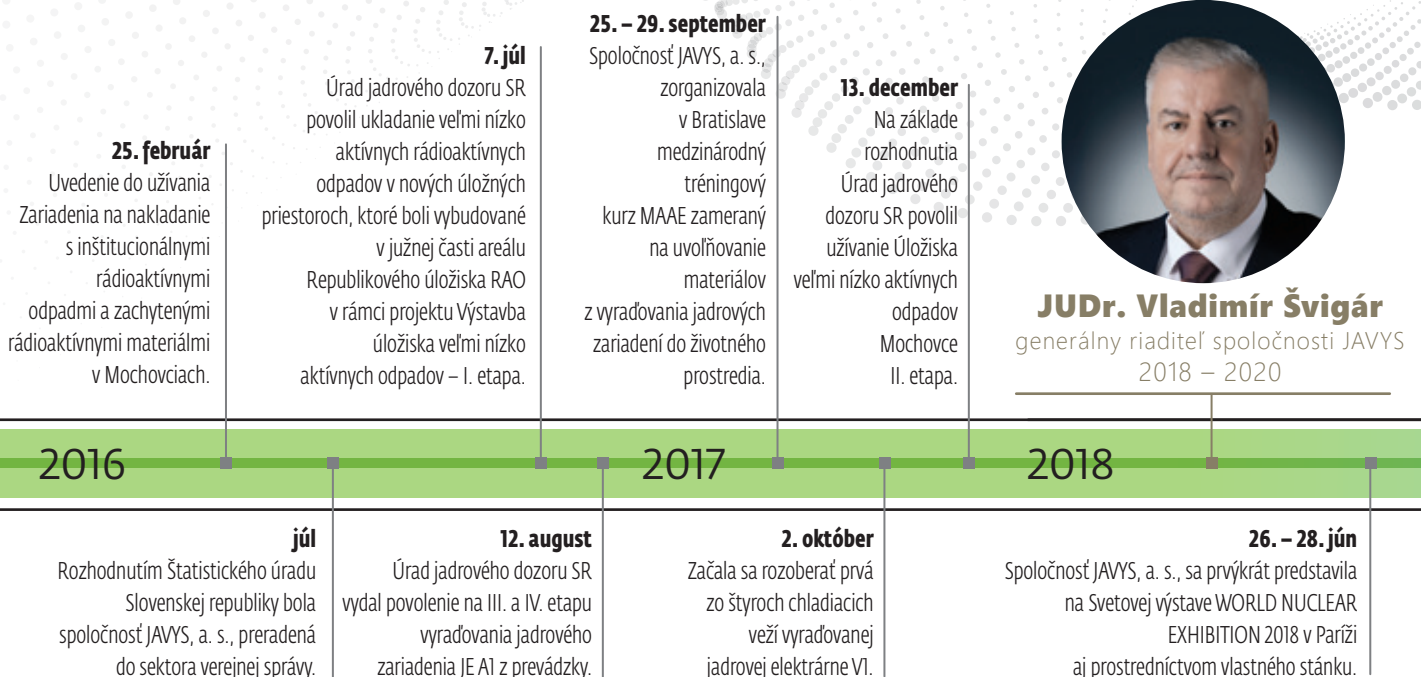 25. február
Uvedenie do užívania
Zariadenia na nakladanie
s inštitucionálnymi
rádioaktívnymi
odpadmi a zachytenými
rádioaktívnymi materiálmi
v Mochovciach.
7. júl
Úrad jadrového dozoru SR
povolil ukladanie veľmi nízko
aktívnych rádioaktívnych
odpadov v nových úložných
priestoroch, ktoré boli vybudované
v južnej časti areálu
Republikového úložiska RAO
v rámci projektu Výstavba
úložiska veľmi nízko
aktívnych odpadov – I. etapa.
25. – 29. september
Spoločnosť JAVYS, a. s.,
zorganizovala
v Bratislave
medzinárodný
tréningový
kurz MAAE zameraný
na uvoľňovanie
materiálov
z vyraďovania jadrových
zariadení do životného
prostredia.
13. december
Na základe
rozhodnutia
Úrad jadrového
dozoru SR povolil
užívanie Úložiska
veľmi nízko aktívnych
odpadov
Mochovce
II. etapa.
JUDr. Vladimír Švigár
generálny riaditeľ spoločnosti JAVYS
2018 – 2020
2016
2017
2018
júl
Rozhodnutím Štatistického úradu
Slovenskej republiky bola
spoločnosť JAVYS, a. s., preradená
do sektora verejnej správy.
12. august
Úrad jadrového dozoru SR
vydal povolenie na III. a IV. etapu
vyraďovania jadrového
zariadenia JE A1 z prevádzky.
2. október
Začala sa rozoberať prvá
zo štyroch chladiacich
veží vyraďovanej
jadrovej elektrárne V1.
26. – 28. jún
Spoločnosť JAVYS, a. s., sa prvýkrát predstavila
na Svetovej výstave WORLD NUCLEAR
EXHIBITION 2018 v Paríži
aj prostredníctvom vlastného stánku.